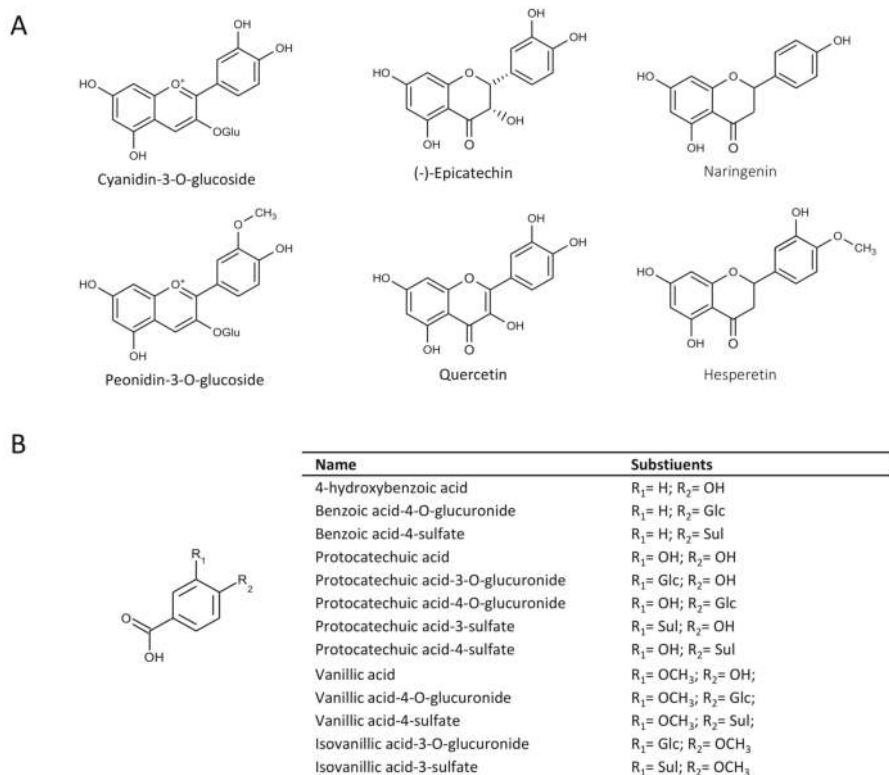 A
OH
OH
HO
O+
OGlu
OH
Cyanidin-3-O-glucoside
OH
OH
HO
O
OH
OH
O
(-)-Epicatechin
OH
HO
O
OH
O
Naringenin
CH3
O
OH
HO
O+
OGlu
OH
Peonidin-3-O-glucoside
OH
OH
HO
O
OH
OH
O
Quercetin
OH
O
CH3
HO
O
OH
O
Hesperetin
B
R1
R2
O
OH
Name Substiuents
4-hydroxybenzoic acid R1= H; R2= OH
Benzoic acid-4-O-glucuronide R1= H; R2= Glc
Benzoic acid-4-sulfate R1= H; R2= Sul
Protocatechuic acid R1= OH; R2= OH
Protocatechuic acid-3-O-glucuronide R1= Glc; R2= OH
Protocatechuic acid-4-O-glucuronide R1= OH; R2= Glc
Protocatechuic acid-3-sulfate R1= Sul; R2= OH
Protocatechuic acid-4-sulfate R1= OH; R2= Sul
Vanillic acid R1= OCH3; R2= OH;
Vanillic acid-4-O-glucuronide R1= OCH3; R2= Glc;
Vanillic acid-4-sulfate R1= OCH3; R2= Sul;
Isovanillic acid-3-O-glucuronide R1= Glc; R2= OCH3
Isovanillic acid-3-sulfate R1= Sul; R2= OCH3